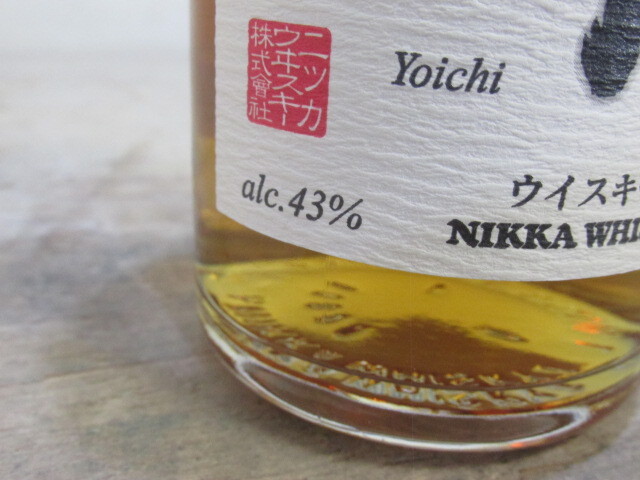 ニッカ
ウヰスキー
株式會社
Yoichi
alc.43%
ウイスキ
NIKKA WHI